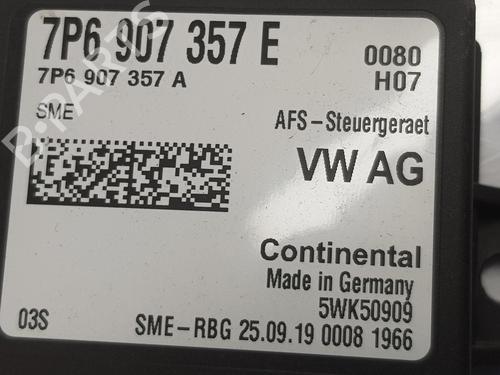 7P6 907 357 E
0080
7P6 907 357 A
H07
SME
AFS-Steuergeraet
VW AG
Continental
Made in Germany
5WK50909
03S
SME-RBG 25.09.19 0008 1966
B-PARTS